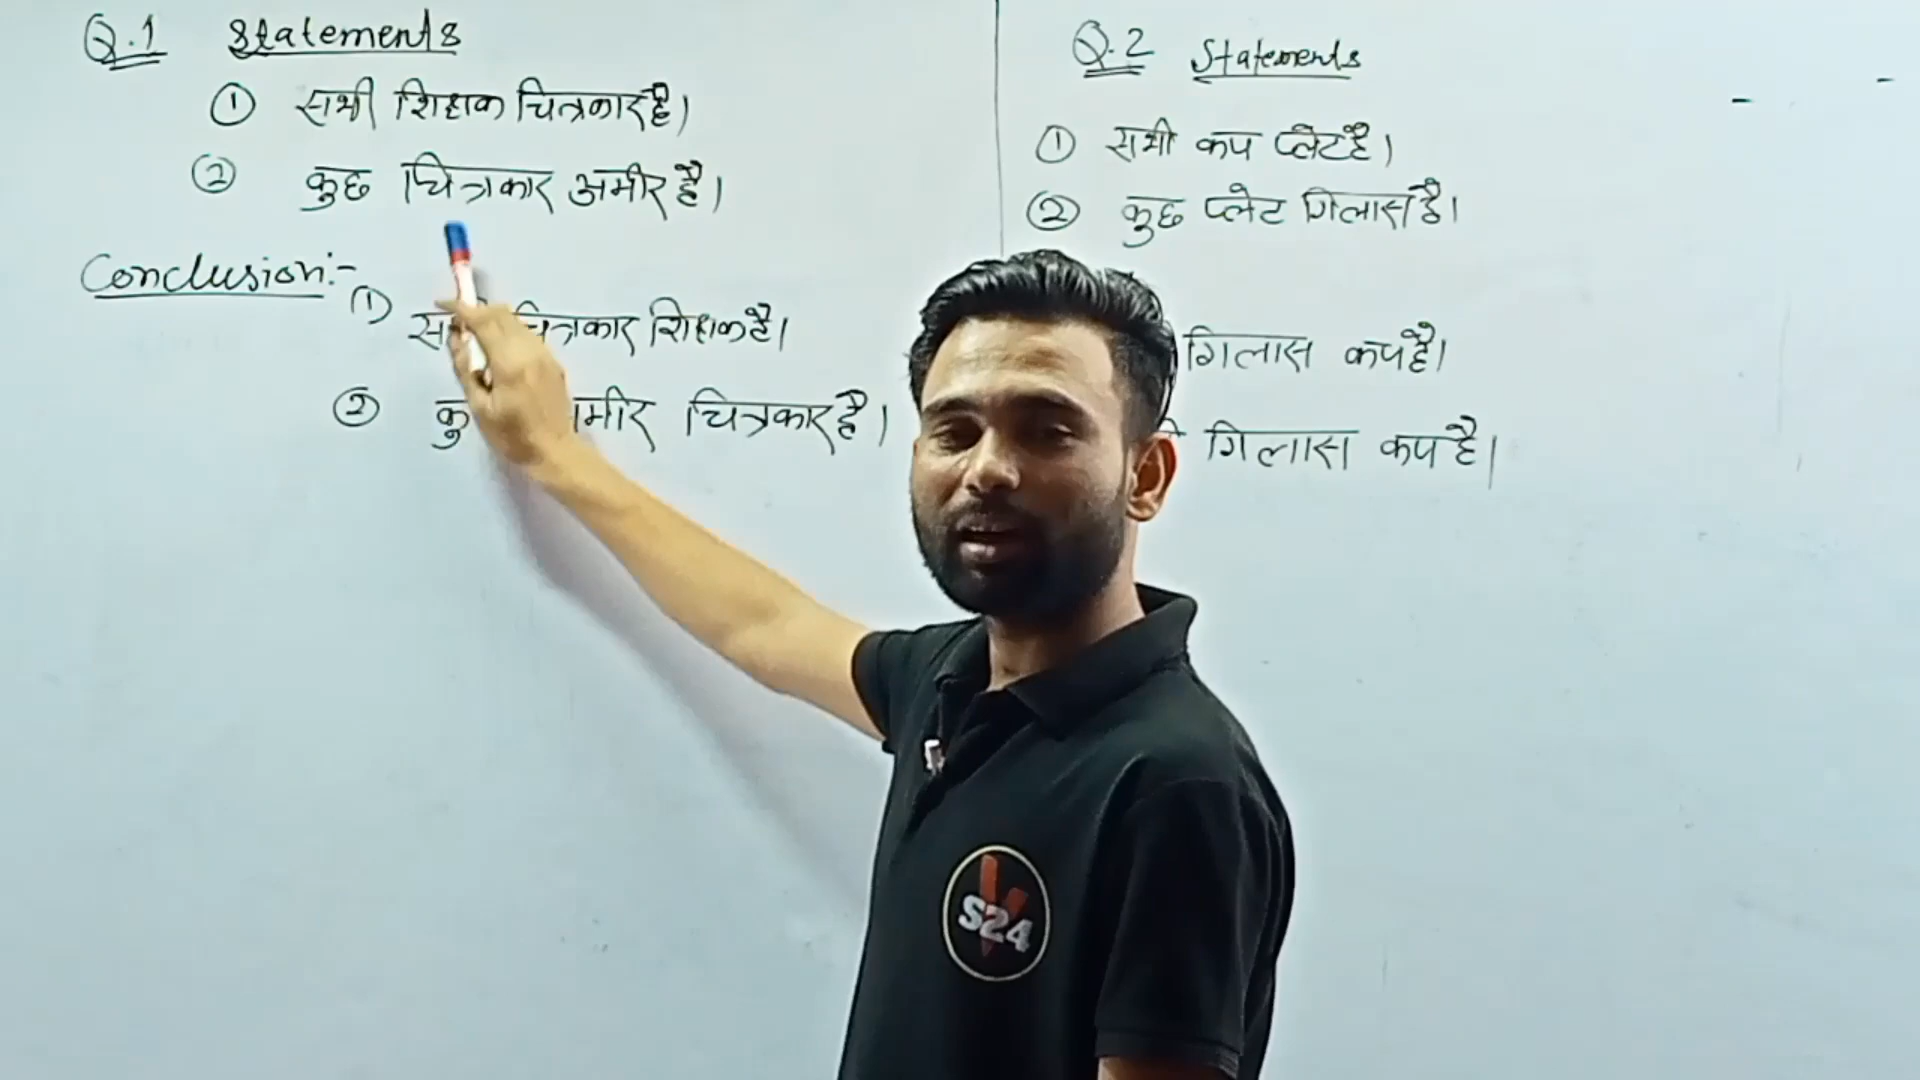 Q.1 Statements
① सभी शिक्षक चित्रकार है।
② कुछ चित्रकार अमीर है।
Conclusion:-
① चित्रकार शिक्षक है।
② चित्रकार है।
Q.2 Statements
① सभी कप प्लेट है।
② कुछ प्लेट गिलास है।
गिलास कप है।
गिलास कप है।
S24